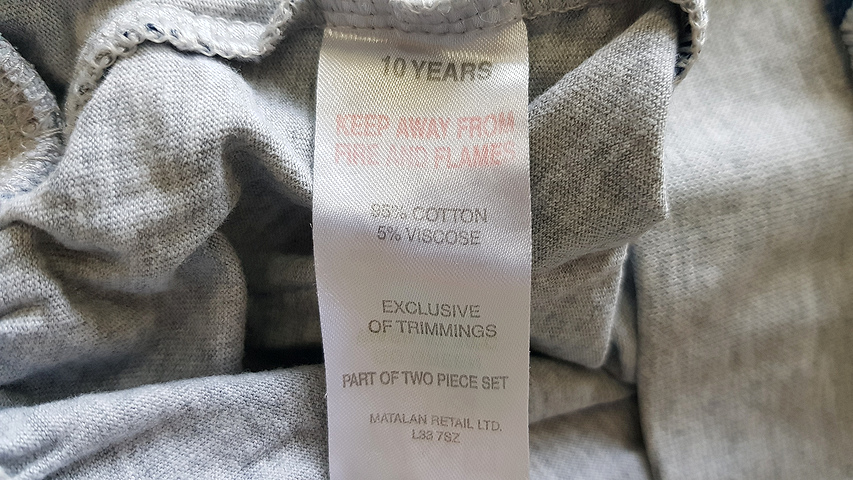 10 YEARS
KEEP AWAY FROM
FIRE AND FLAMES
95% COTTON
5% VISCOSE
EXCLUSIVE
OF TRIMMINGS
PART OF TWO PIECE SET
MATALAN RETAIL LTD.
L33 7SZ